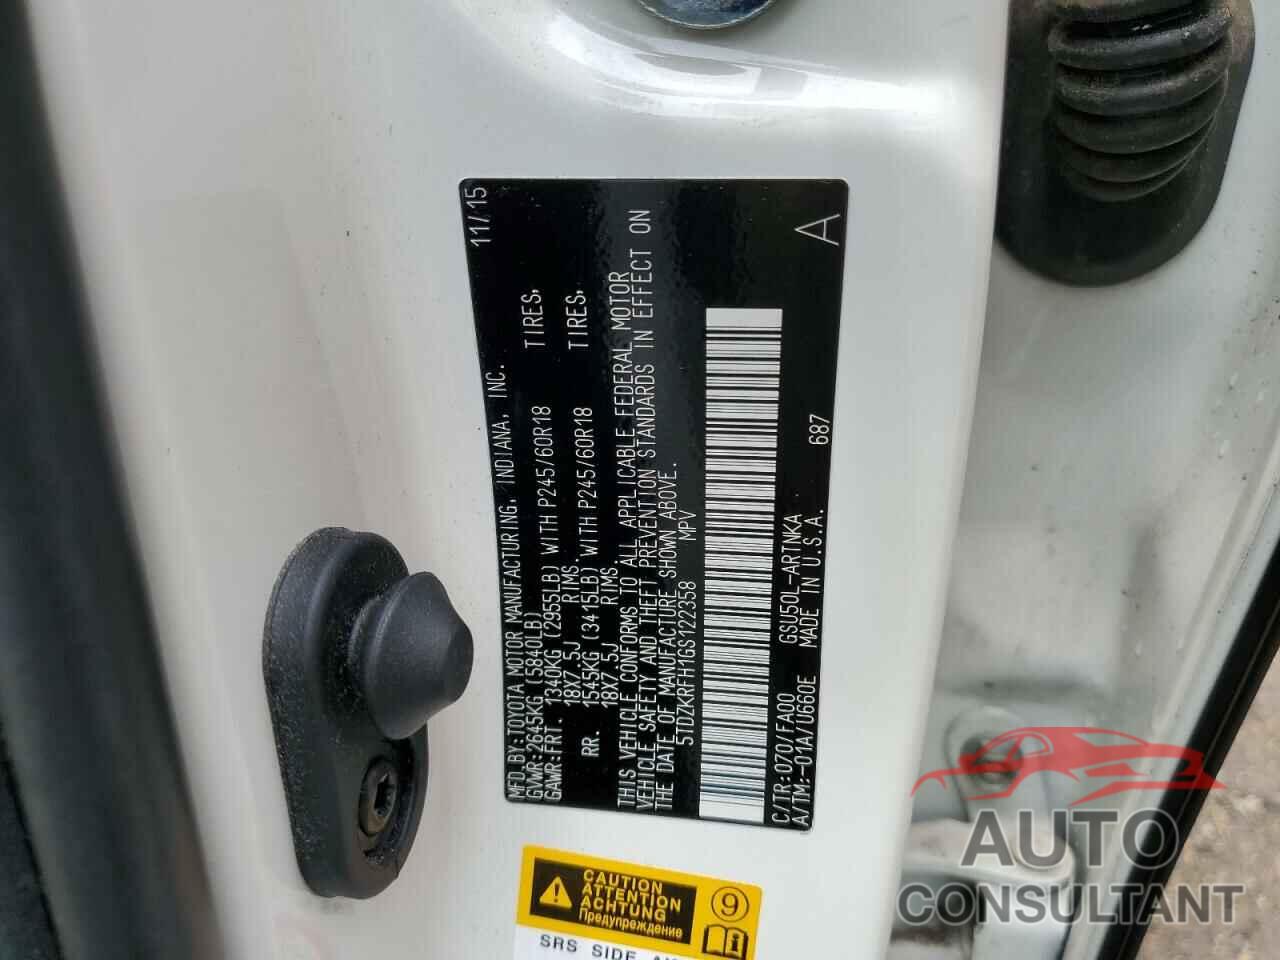 MFD.BY:TOYOTA MOTOR MANUFACTURING, INDIANA, INC. 11/15
GVWR:2645KG (5840LB)
GAWR:FRT. 1340KG (2955LB) WITH P245/60R18 TIRES,
18X7.5J RIMS.
RR. 1545KG (3415LB) WITH P245/60R18 TIRES,
18X7.5J RIMS.
THIS VEHICLE CONFORMS TO ALL APPLICABLE FEDERAL MOTOR
VEHICLE SAFETY AND THEFT PREVENTION STANDARDS IN EFFECT ON
THE DATE OF MANUFACTURE SHOWN ABOVE.
5TDZKRFH1GS122358 MPV
C/TR:070/FA00 GSU50L-ARTNKA 687 A
A/TM:-01A/U660E MADE IN U.S.A.
CAUTION
ATTENTION
ACHTUNG
Предупреждение
9
SRS SIDE
AUTO
CONSULTANT